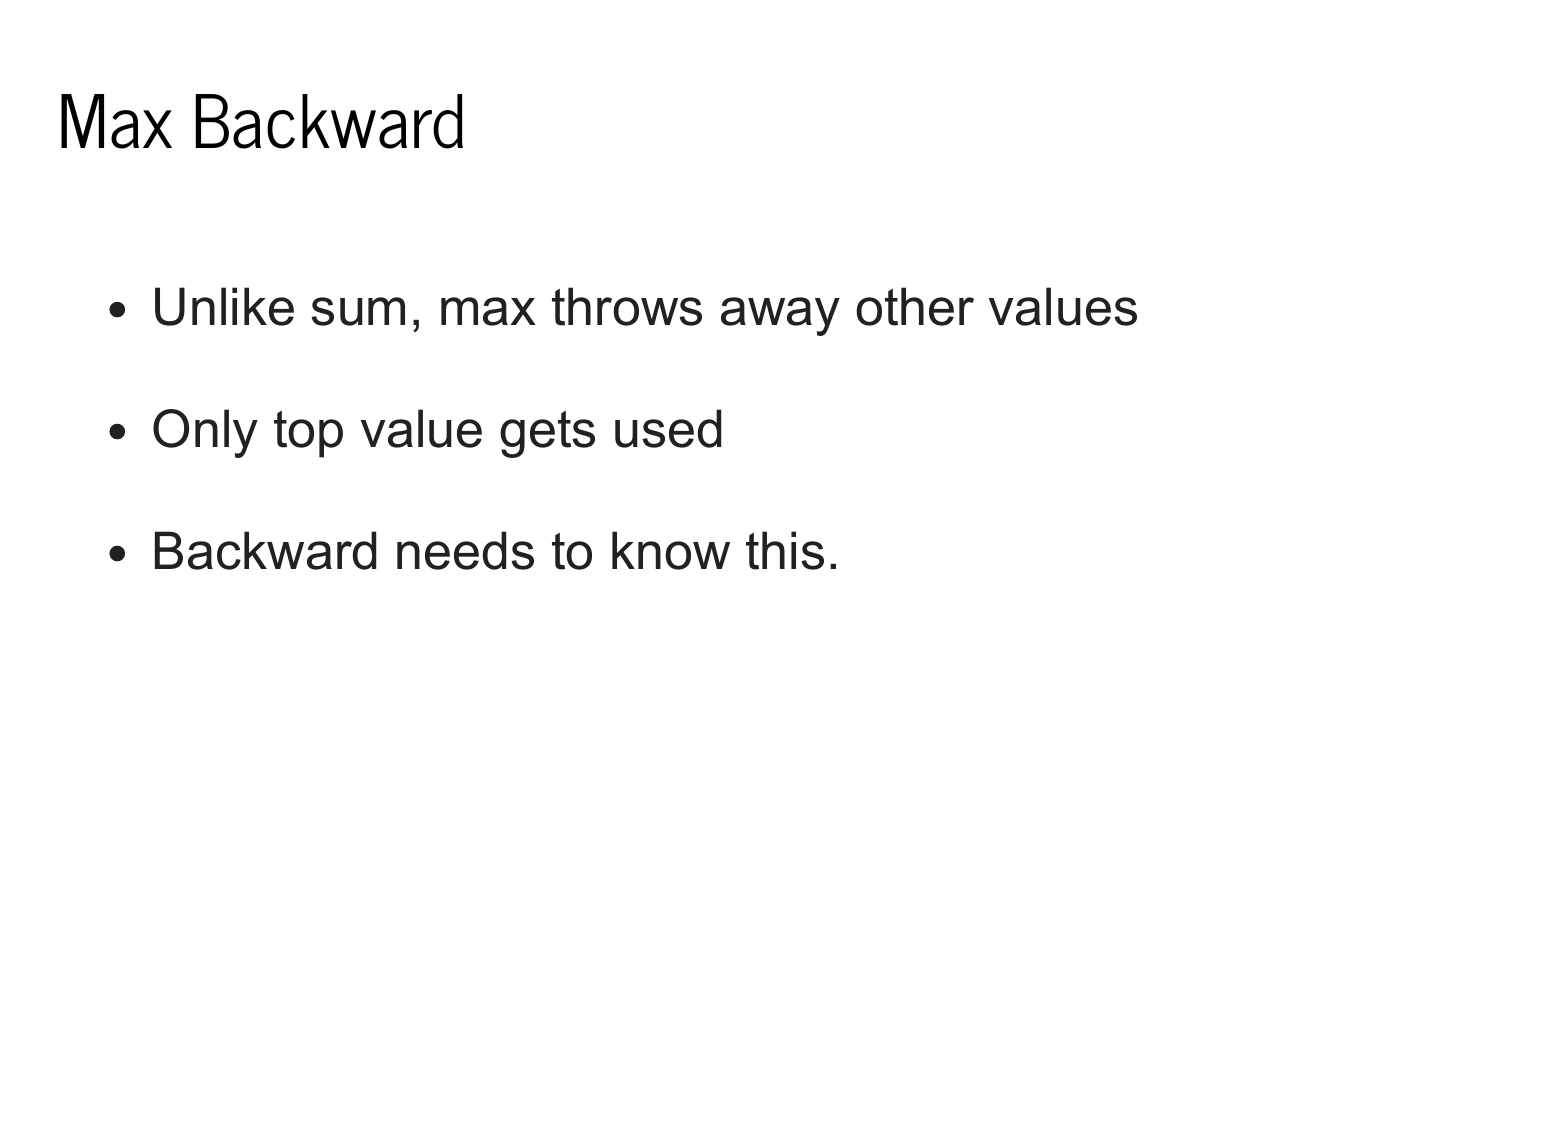 Max Backward
• Unlike sum, max throws away other values
• Only top value gets used
• Backward needs to know this.